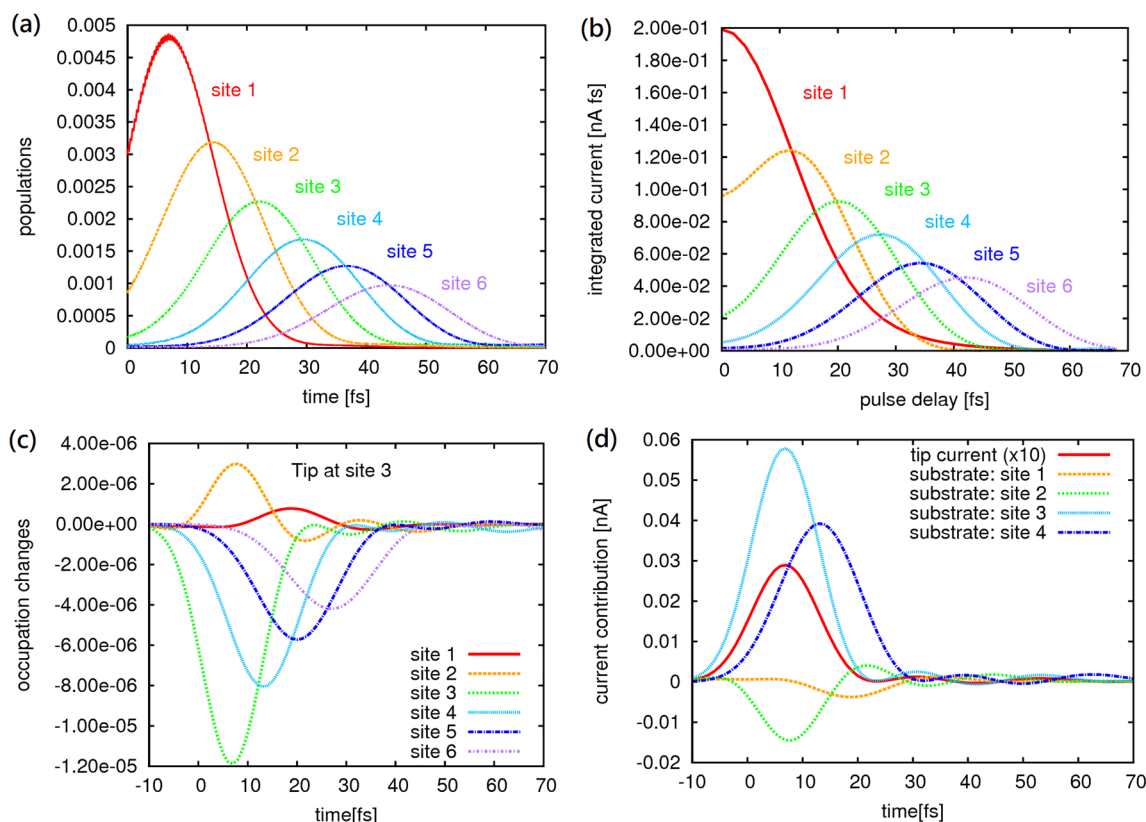 (a)
0.005
0.0045
0.004
0.0035
0.003
0.0025
0.002
0.0015
0.001
0.0005
0
populations
site 1
site 2
site 3
site 4
site 5
site 6
0 10 20 30 40 50 60 70
time [fs]
(b)
2.00e-01
1.80e-01
1.60e-01
1.40e-01
1.20e-01
1.00e-01
8.00e-02
6.00e-02
4.00e-02
2.00e-02
0.00e+00
integrated current [nA fs]
site 1
site 2
site 3
site 4
site 5
site 6
0 10 20 30 40 50 60 70
pulse delay [fs]
(c)
4.00e-06
2.00e-06
0.00e+00
-2.00e-06
-4.00e-06
-6.00e-06
-8.00e-06
-1.00e-05
-1.20e-05
occupation changes
Tip at site 3
site 1
site 2
site 3
site 4
site 5
site 6
-10 0 10 20 30 40 50 60 70
time[fs]
(d)
0.06
0.05
0.04
0.03
0.02
0.01
0
-0.01
-0.02
current contribution [nA]
tip current (x10)
substrate: site 1
substrate: site 2
substrate: site 3
substrate: site 4
-10 0 10 20 30 40 50 60 70
time[fs]